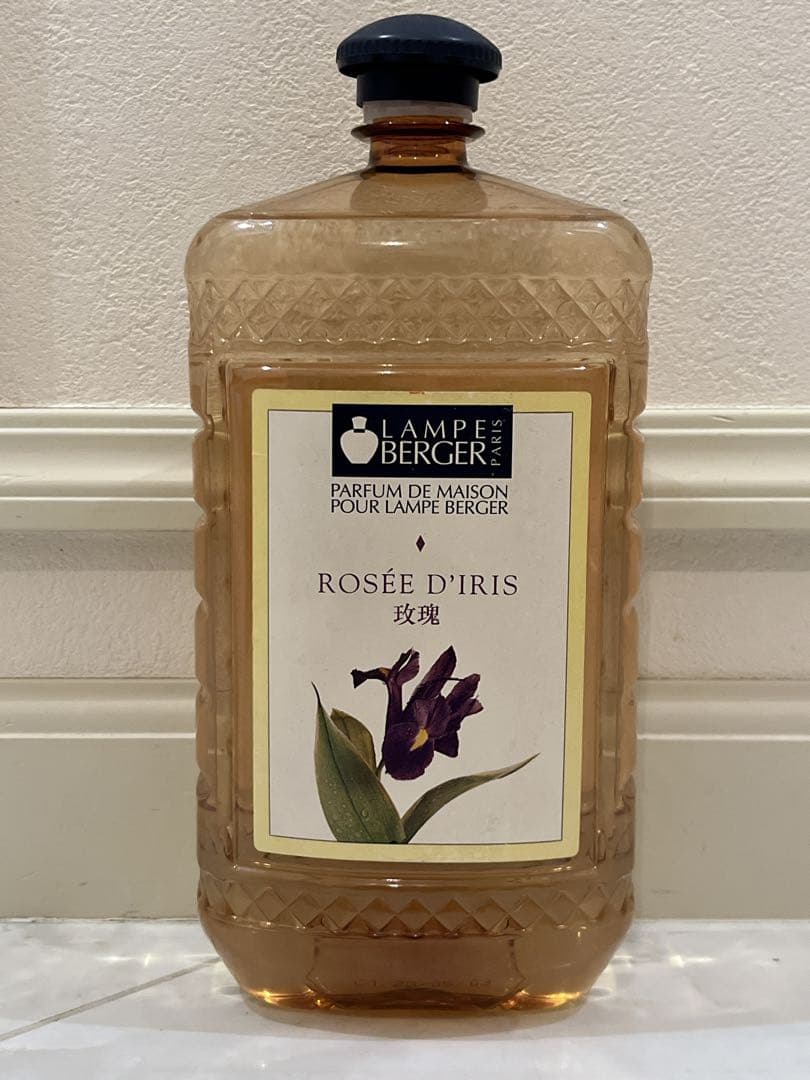 LAMPE
BERGER
PARIS
PARFUM DE MAISON
POUR LAMPE BERGER
ROSÉE D'IRIS
玫瑰